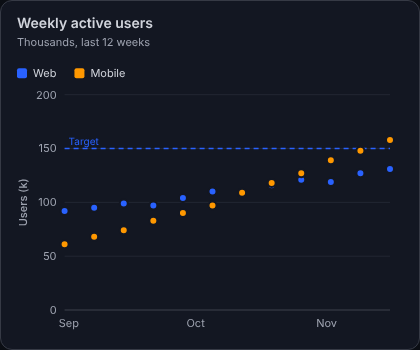 Weekly active users
Thousands, last 12 weeks
Web
Mobile
200
Target
150
100
50
0
Users (k)
Sep
Oct
Nov